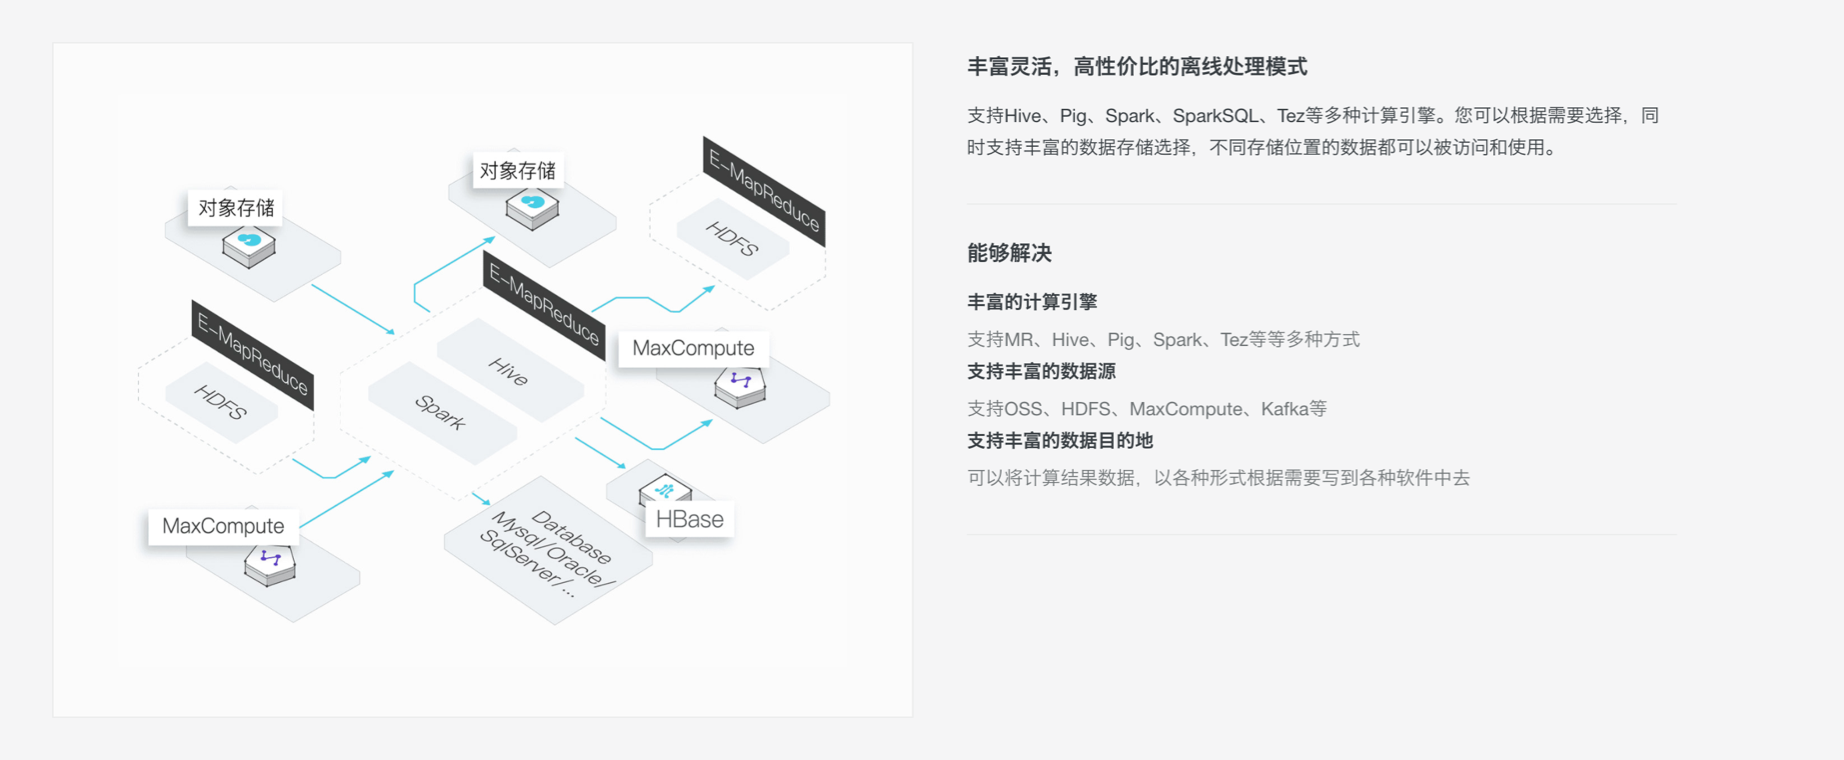 对象存储
对象存储
E-MapReduce
HDFS
E-MapReduce
HDFS
E-MapReduce
Hive
Spark
MaxCompute
MaxCompute
HBase
Database
Mysql/Oracle/
SqlServer/...
丰富灵活，高性价比的离线处理模式
支持Hive、Pig、Spark、SparkSQL、Tez等多种计算引擎。您可以根据需要选择，同
时支持丰富的数据存储选择，不同存储位置的数据都可以被访问和使用。
能够解决
丰富的计算引擎
支持MR、Hive、Pig、Spark、Tez等等多种方式
支持丰富的数据源
支持OSS、HDFS、MaxCompute、Kafka等
支持丰富的数据目的地
可以将计算结果数据，以各种形式根据需要写到各种软件中去